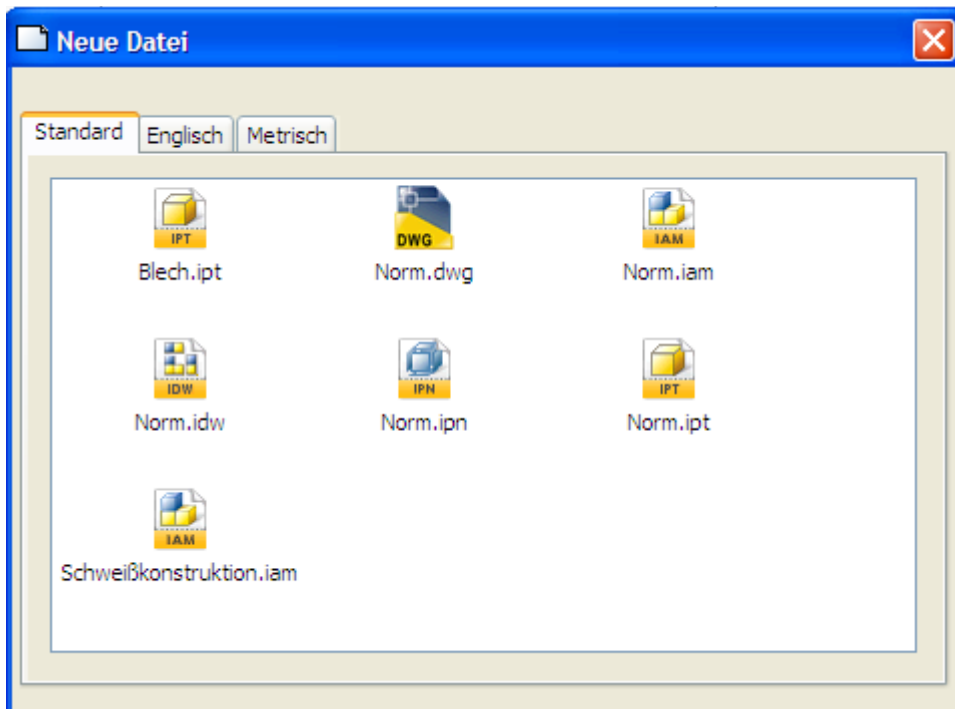 Neue Datei
Standard Englisch Metrisch
IPT DWG IAM
Blech.ipt Norm.dwg Norm.iam
IDW IPN IPT
Norm.idw Norm.ipn Norm.ipt
IAM
Schweißkonstruktion.iam